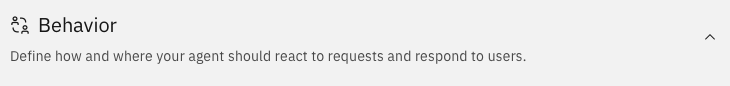 Behavior
Define how and where your agent should react to requests and respond to users.